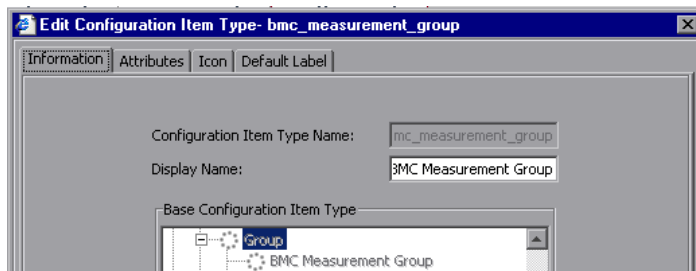 Edit Configuration Item Type- bmc_measurement_group
Information Attributes Icon Default Label
Configuration Item Type Name: mc_measurement_group
Display Name: BMC Measurement Group
Base Configuration Item Type
Group
BMC Measurement Group